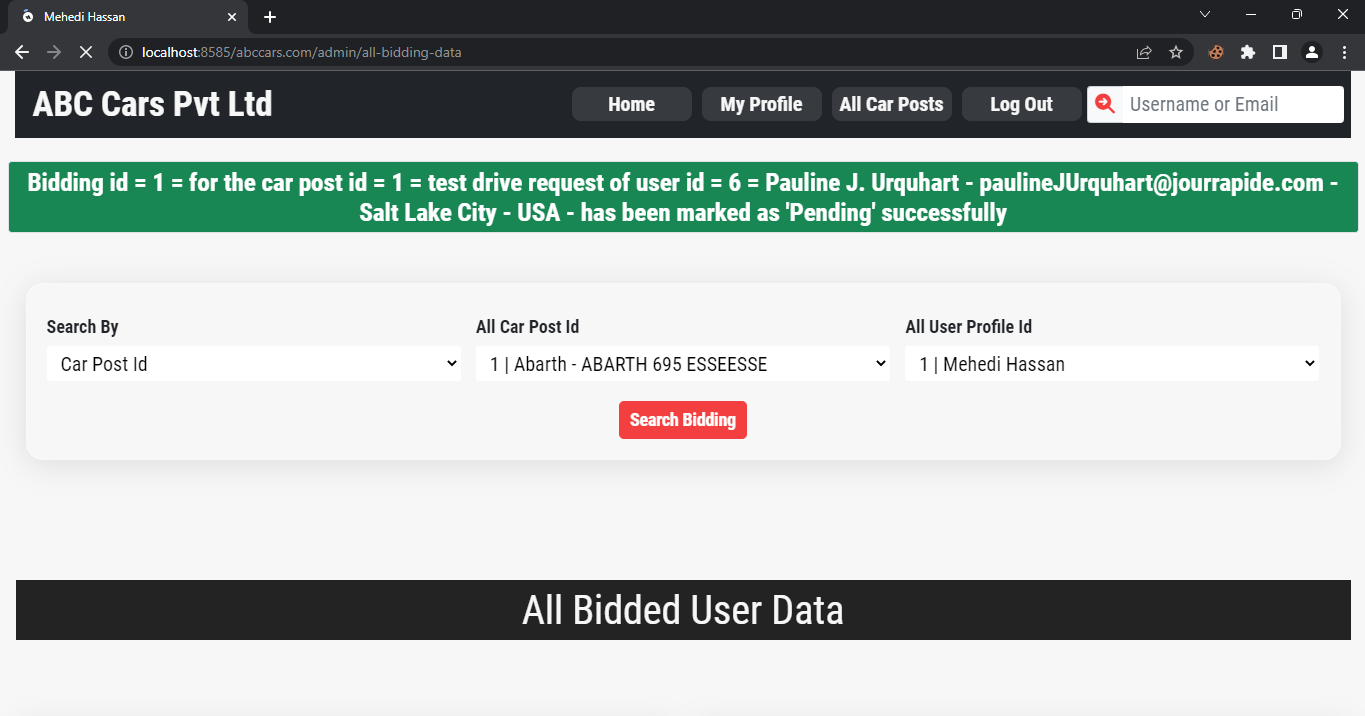 Mehedi Hassan
localhost:8585/abccars.com/admin/all-bidding-data
ABC Cars Pvt Ltd
Home
My Profile
All Car Posts
Log Out
Username or Email
Bidding id = 1 = for the car post id = 1 = test drive request of user id = 6 = Pauline J. Urquhart - paulineJUrquhart@jourrapide.com -
Salt Lake City - USA - has been marked as 'Pending' successfully
Search By
All Car Post Id
All User Profile Id
Car Post Id
1 | Abarth - ABARTH 695 ESSEESSE
1 | Mehedi Hassan
Search Bidding
All Bidded User Data